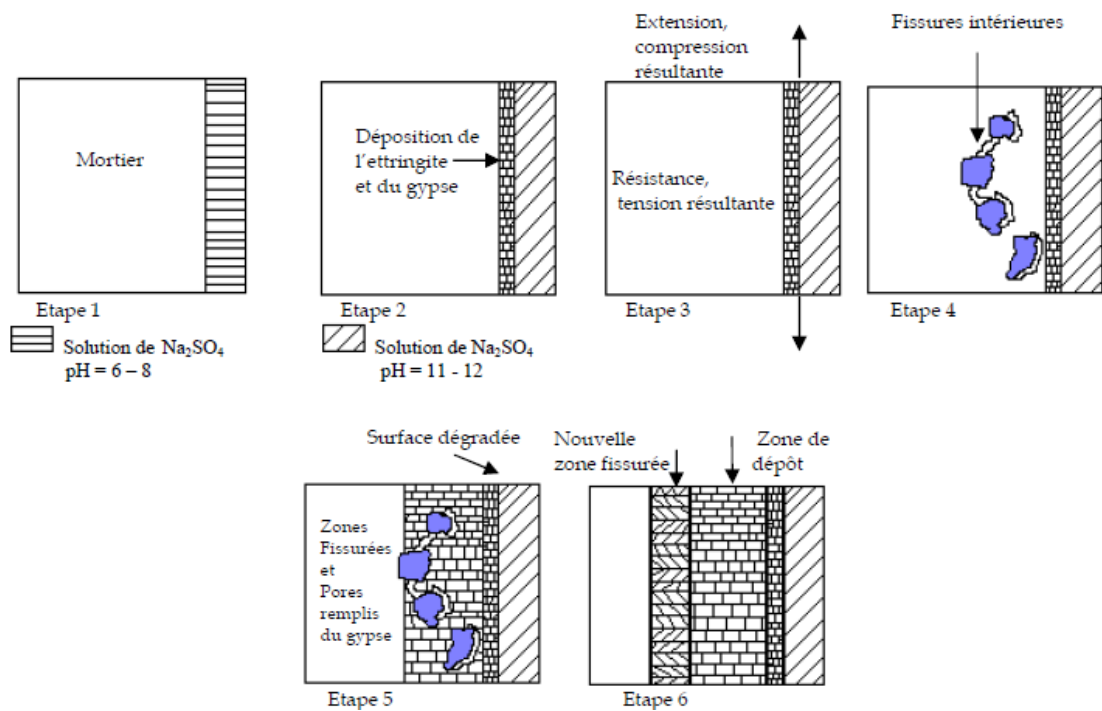 Mortier
Etape 1
Solution de Na₂SO₄
pH = 6 – 8
Déposition de
l'ettringite
et du gypse
Etape 2
Solution de Na₂SO₄
pH = 11 - 12
Extension,
compression
résultante
Résistance,
tension résultante
Etape 3
Fissures intérieures
Etape 4
Surface dégradée
Zones
Fissurées
et
Pores
remplis
du gypse
Etape 5
Nouvelle
zone fissurée
Zone de
dépôt
Etape 6